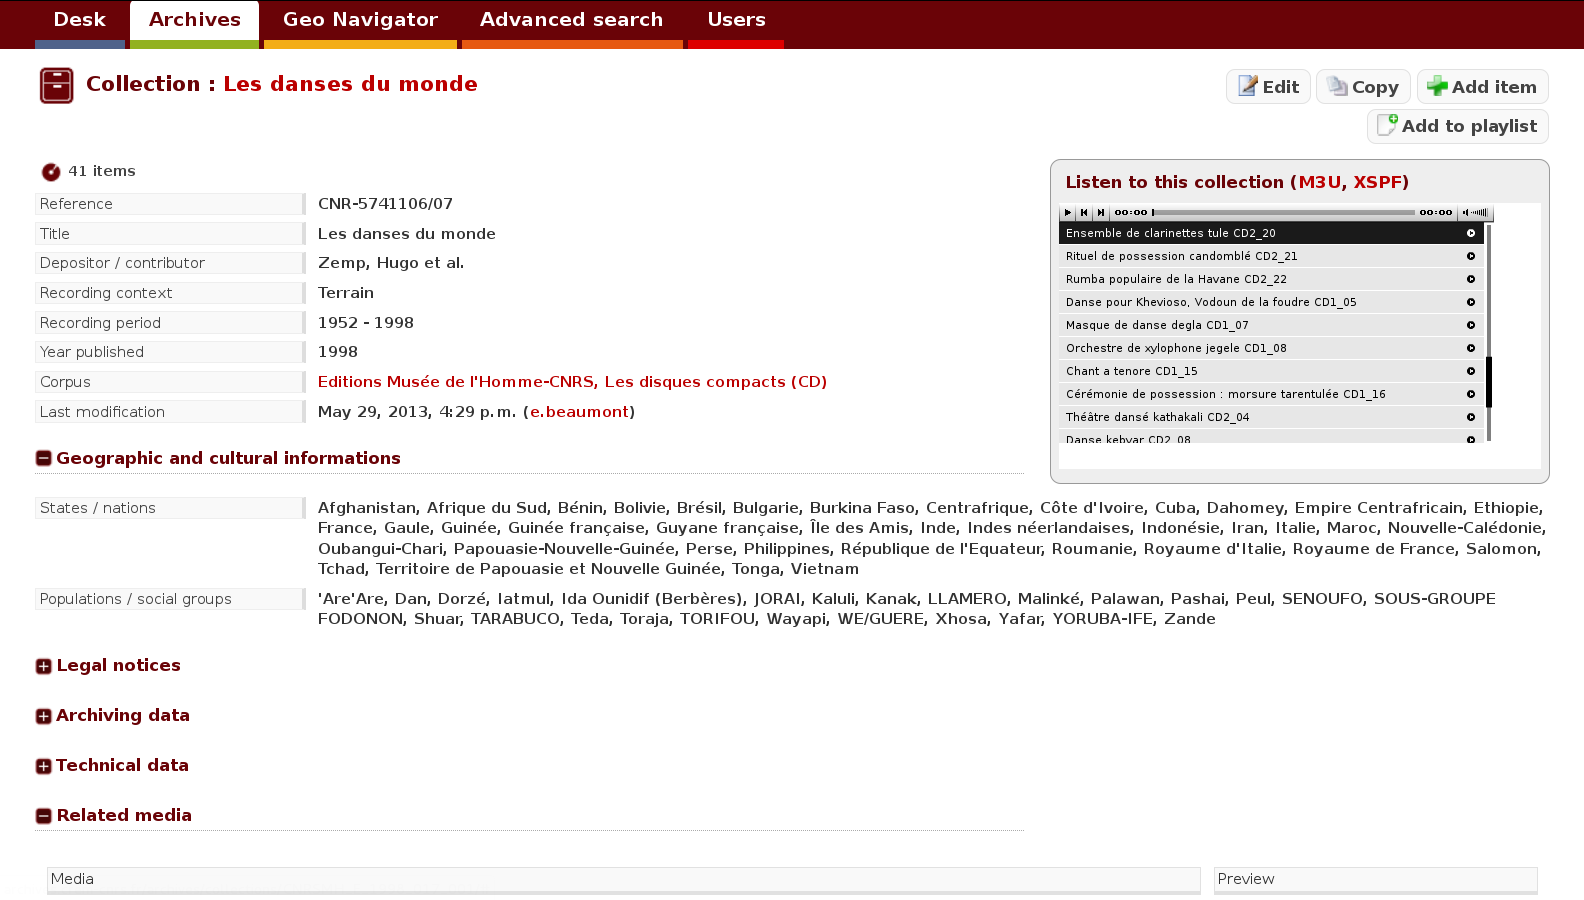 Desk Archives Geo Navigator Advanced search Users
Collection : Les danses du monde
Edit Copy Add item
Add to playlist
41 items
Reference CNR-5741106/07
Title Les danses du monde
Depositor / contributor Zemp, Hugo et al.
Recording context Terrain
Recording period 1952 - 1998
Year published 1998
Corpus Editions Musée de l'Homme-CNRS, Les disques compacts (CD)
Last modification May 29, 2013, 4:29 p.m. (e.beaumont)
Listen to this collection (M3U, XSPF)
00:00 00:00
Ensemble de clarinettes tule CD2_20
Rituel de possession candomblé CD2_21
Rumba populaire de la Havane CD2_22
Danse pour Khevioso, Vodoun de la foudre CD1_05
Masque de danse degla CD1_07
Orchestre de xylophone jegele CD1_08
Chant a tenore CD1_15
Cérémonie de possession : morsure tarentulée CD1_16
Théâtre dansé kathakali CD2_04
Danse kebyar CD2_08
Geographic and cultural informations
States / nations Afghanistan, Afrique du Sud, Bénin, Bolivie, Brésil, Bulgarie, Burkina Faso, Centrafrique, Côte d'Ivoire, Cuba, Dahomey, Empire Centrafricain, Ethiopie,
France, Gaule, Guinée, Guinée française, Guyane française, Île des Amis, Inde, Indes néerlandaises, Indonésie, Iran, Italie, Maroc, Nouvelle-Calédonie,
Oubangui-Chari, Papouasie-Nouvelle-Guinée, Perse, Philippines, République de l'Equateur, Roumanie, Royaume d'Italie, Royaume de France, Salomon,
Tchad, Territoire de Papouasie et Nouvelle Guinée, Tonga, Vietnam
Populations / social groups 'Are'Are, Dan, Dorzé, Iatmul, Ida Ounidif (Berbères), JORAI, Kaluli, Kanak, LLAMERO, Malinké, Palawan, Pashai, Peul, SENOUFO, SOUS-GROUPE
FODONON, Shuar, TARABUCO, Teda, Toraja, TORIFOU, Wayapi, WE/GUERE, Xhosa, Yafar, YORUBA-IFE, Zande
Legal notices
Archiving data
Technical data
Related media
Media Preview